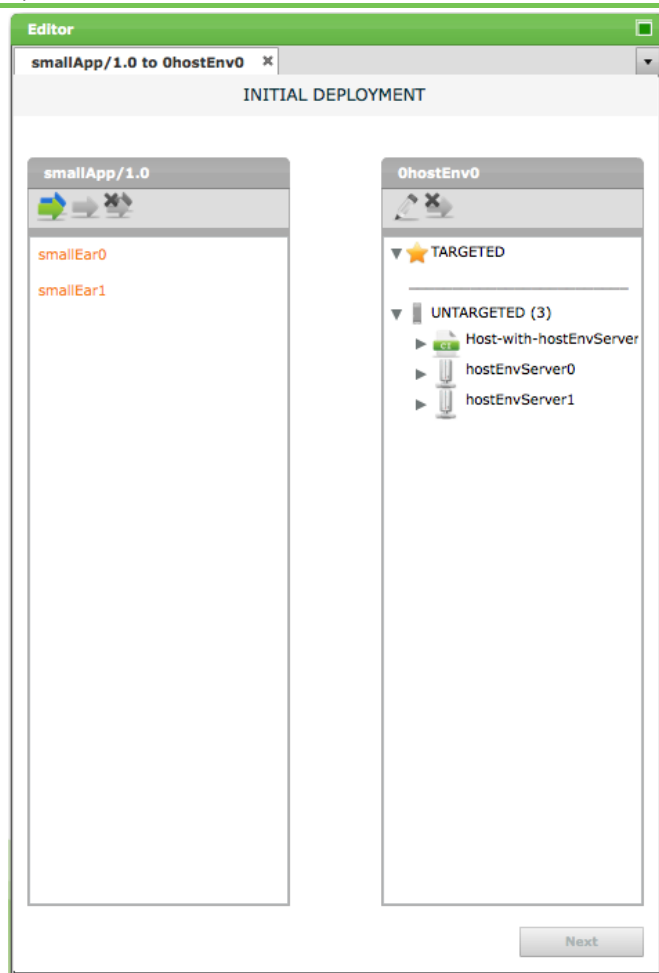 Editor
smallApp/1.0 to 0hostEnv0
INITIAL DEPLOYMENT
smallApp/1.0
smallEar0
smallEar1
0hostEnv0
TARGETED
UNTARGETED (3)
CI
Host-with-hostEnvServer
hostEnvServer0
hostEnvServer1
Next